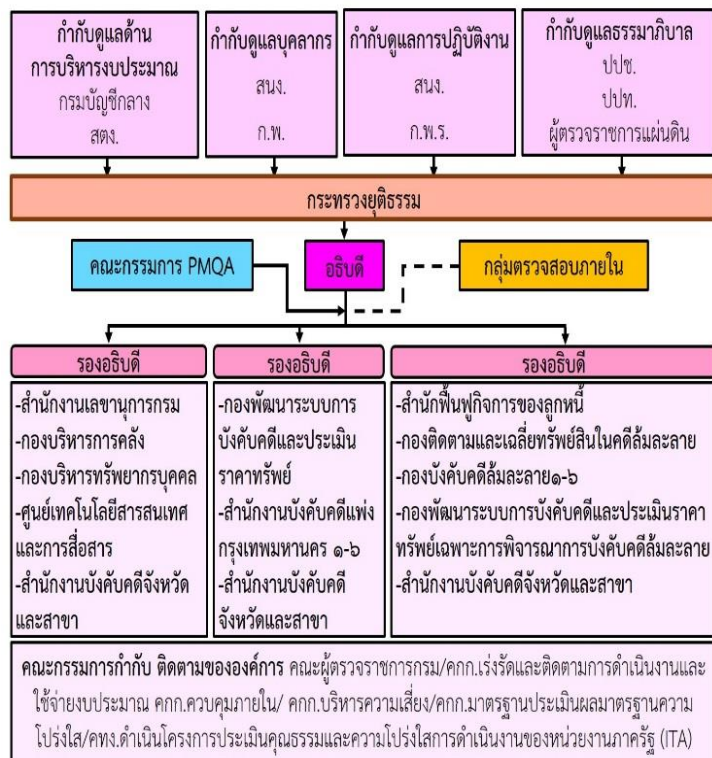 กำกับดูแลด้าน
การบริหารงบประมาณ
กรมบัญชีกลาง
สตง.
กำกับดูแลบุคลากร
สนง.
ก.พ.
กำกับดูแลการปฏิบัติงาน
สนง.
ก.พ.ร.
กำกับดูแลธรรมาภิบาล
ปปช.
ปปท.
ผู้ตรวจราชการแผ่นดิน
กระทรวงยุติธรรม
คณะกรรมการ PMQA
อธิบดี
กลุ่มตรวจสอบภายใน
รองอธิบดี
-สำนักงานเลขานุการกรม
-กองบริหารการคลัง
-กองบริหารทรัพยากรบุคคล
-ศูนย์เทคโนโลยีสารสนเทศ
และการสื่อสาร
-สำนักงานบังคับคดีจังหวัด
และสาขา
รองอธิบดี
-กองพัฒนาระบบการ
บังคับคดีและประเมิน
ราคาทรัพย์
-สำนักงานบังคับคดีแพ่ง
กรุงเทพมหานคร ๑-๖
-สำนักงานบังคับคดี
จังหวัดและสาขา
รองอธิบดี
-สำนักฟื้นฟูกิจการของลูกหนี้
-กองติดตามและเฉลี่ยทรัพย์สินในคดีล้มละลาย
-กองบังคับคดีล้มละลาย๑-๖
-กองพัฒนาระบบการบังคับคดีและประเมินราคา
ทรัพย์เฉพาะการพิจารณาการบังคับคดีล้มละลาย
-สำนักงานบังคับคดีจังหวัดและสาขา
คณะกรรมการกำกับ ติดตามขององค์การ คณะผู้ตรวจราชการกรม/คกก.เร่งรัดและติดตามการดำเนินงานและ
ใช้จ่ายงบประมาณ คกก.ควบคุมภายใน/ คกก.บริหารความเสี่ยง/คกก.มาตรฐานประเมินผลมาตรฐานความ
โปร่งใส/คทง.ดำเนินโครงการประเมินคุณธรรมและความโปร่งใสการดำเนินงานของหน่วยงานภาครัฐ (ITA)